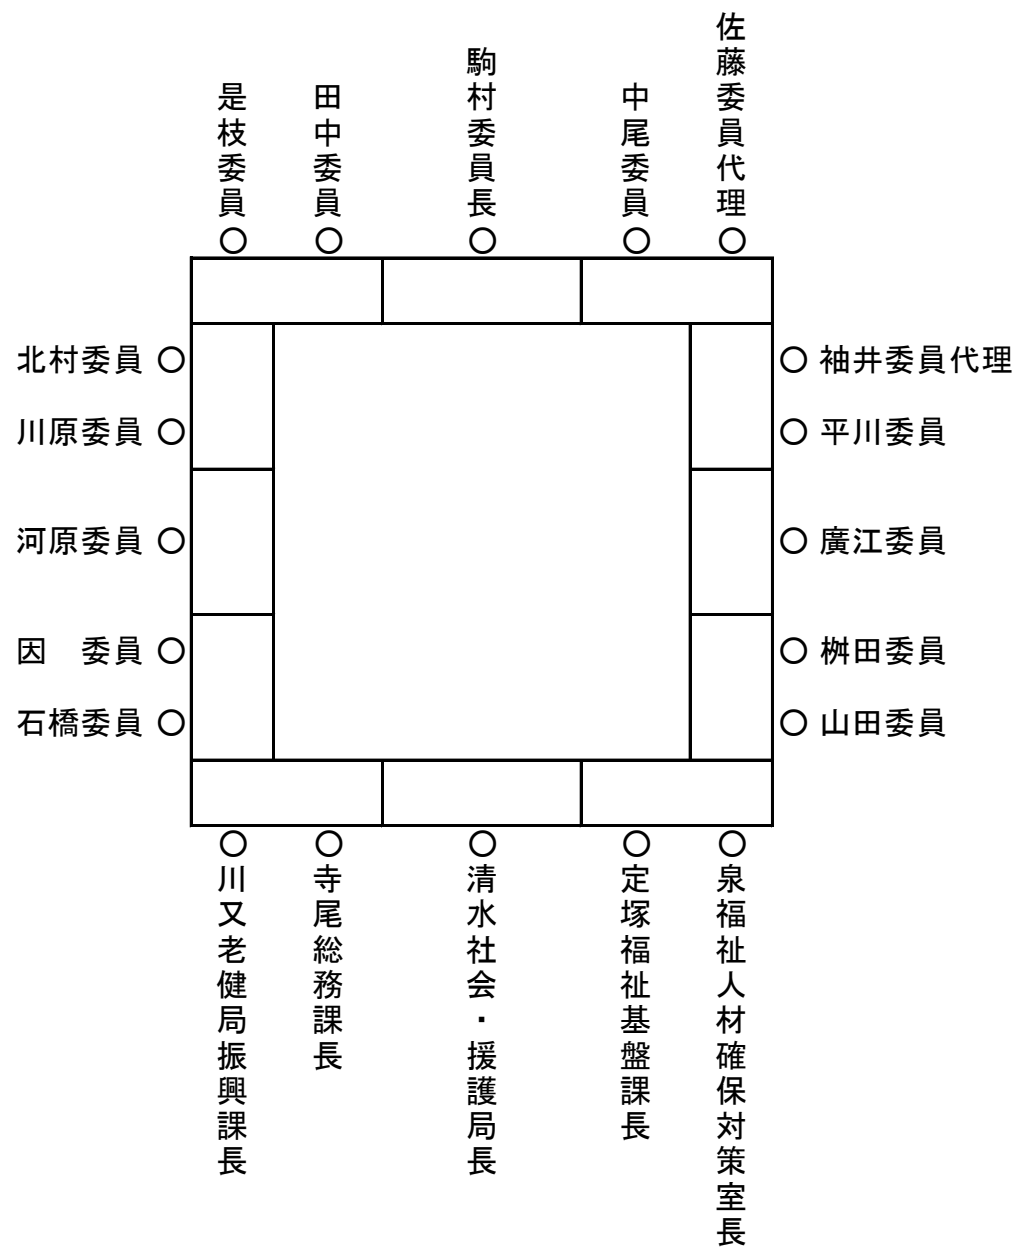 是枝委員
田中委員
駒村委員長
中尾委員
佐藤委員代理
北村委員
川原委員
河原委員
因　委員
石橋委員
袖井委員代理
平川委員
廣江委員
桝田委員
山田委員
川又老健局振興課長
寺尾総務課長
清水社会・援護局長
定塚福祉基盤課長
泉福祉人材確保対策室長